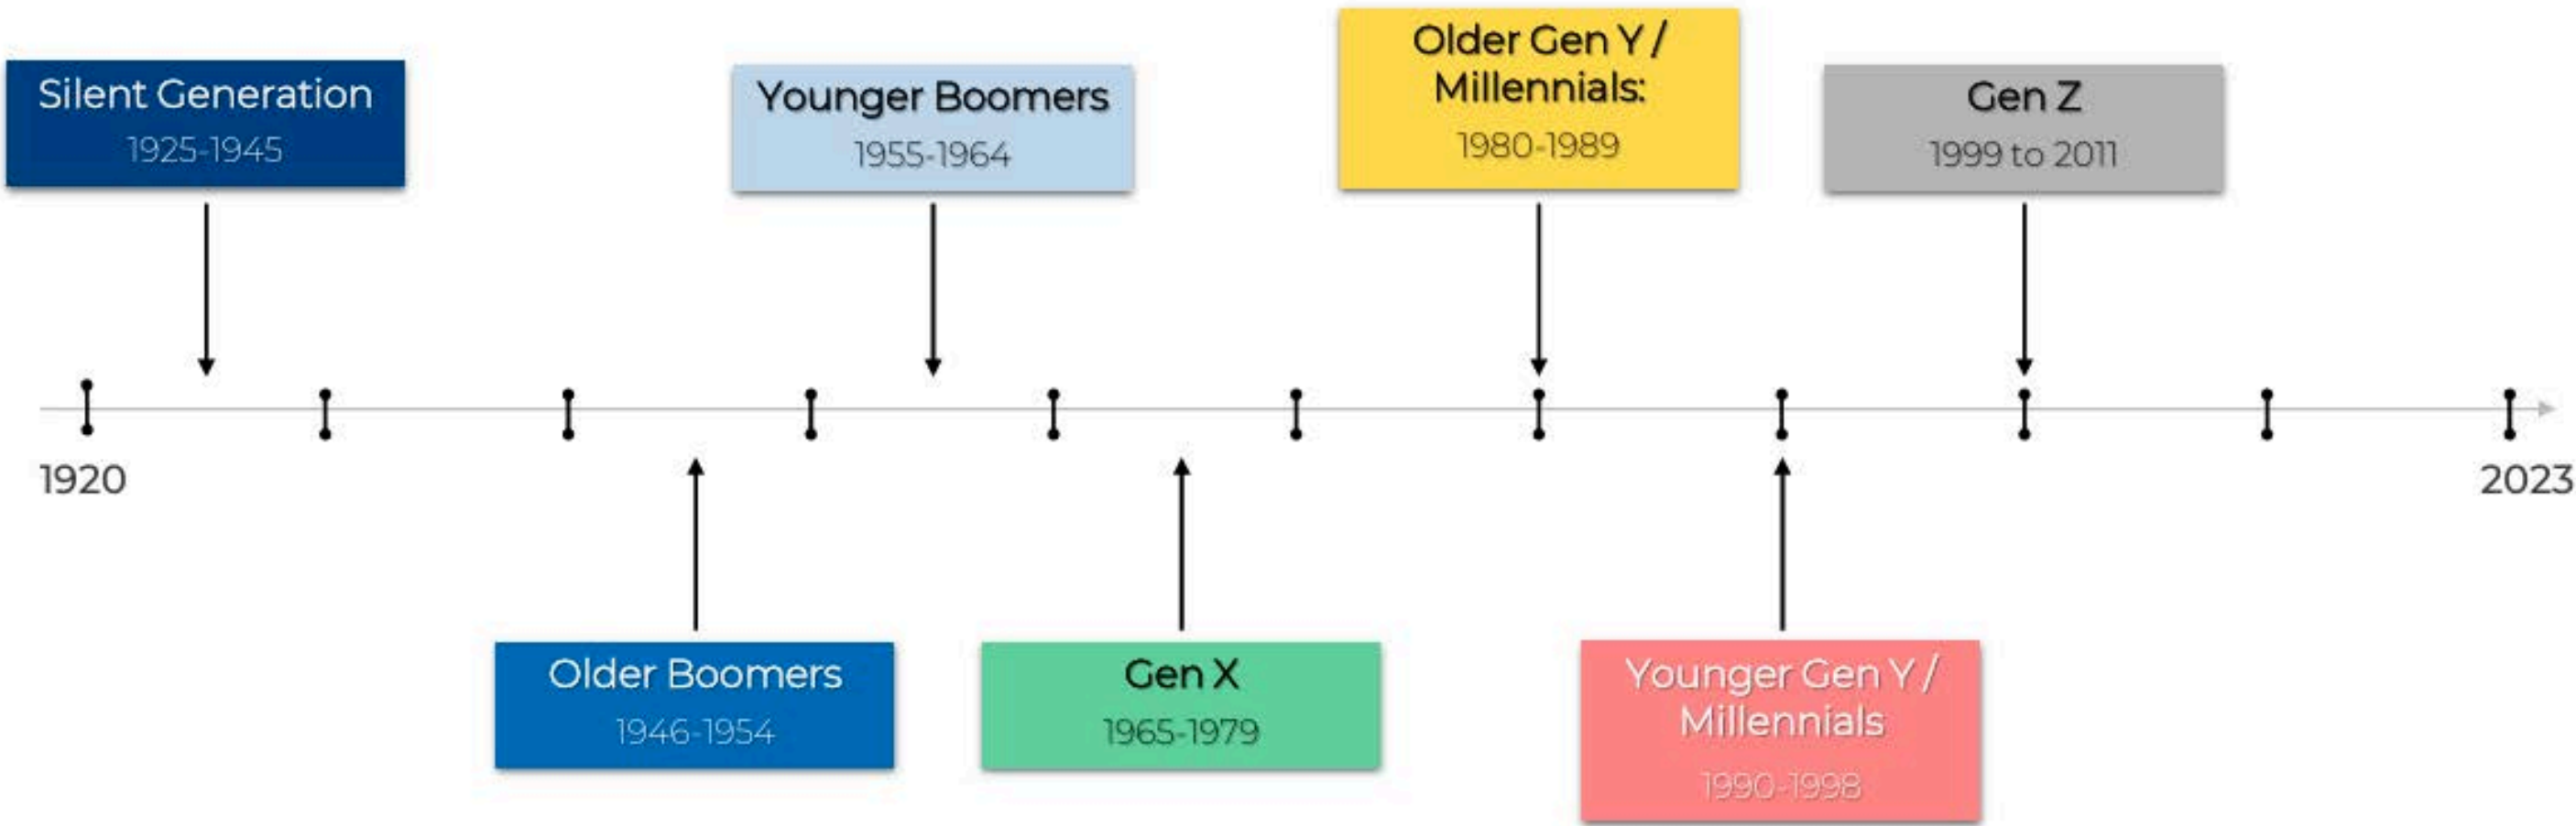 Silent Generation
1925-1945
Younger Boomers
1955-1964
Older Gen Y /
Millennials:
1980-1989
Gen Z
1999 to 2011
1920
2023
Older Boomers
1946-1954
Gen X
1965-1979
Younger Gen Y /
Millennials
1990-1998